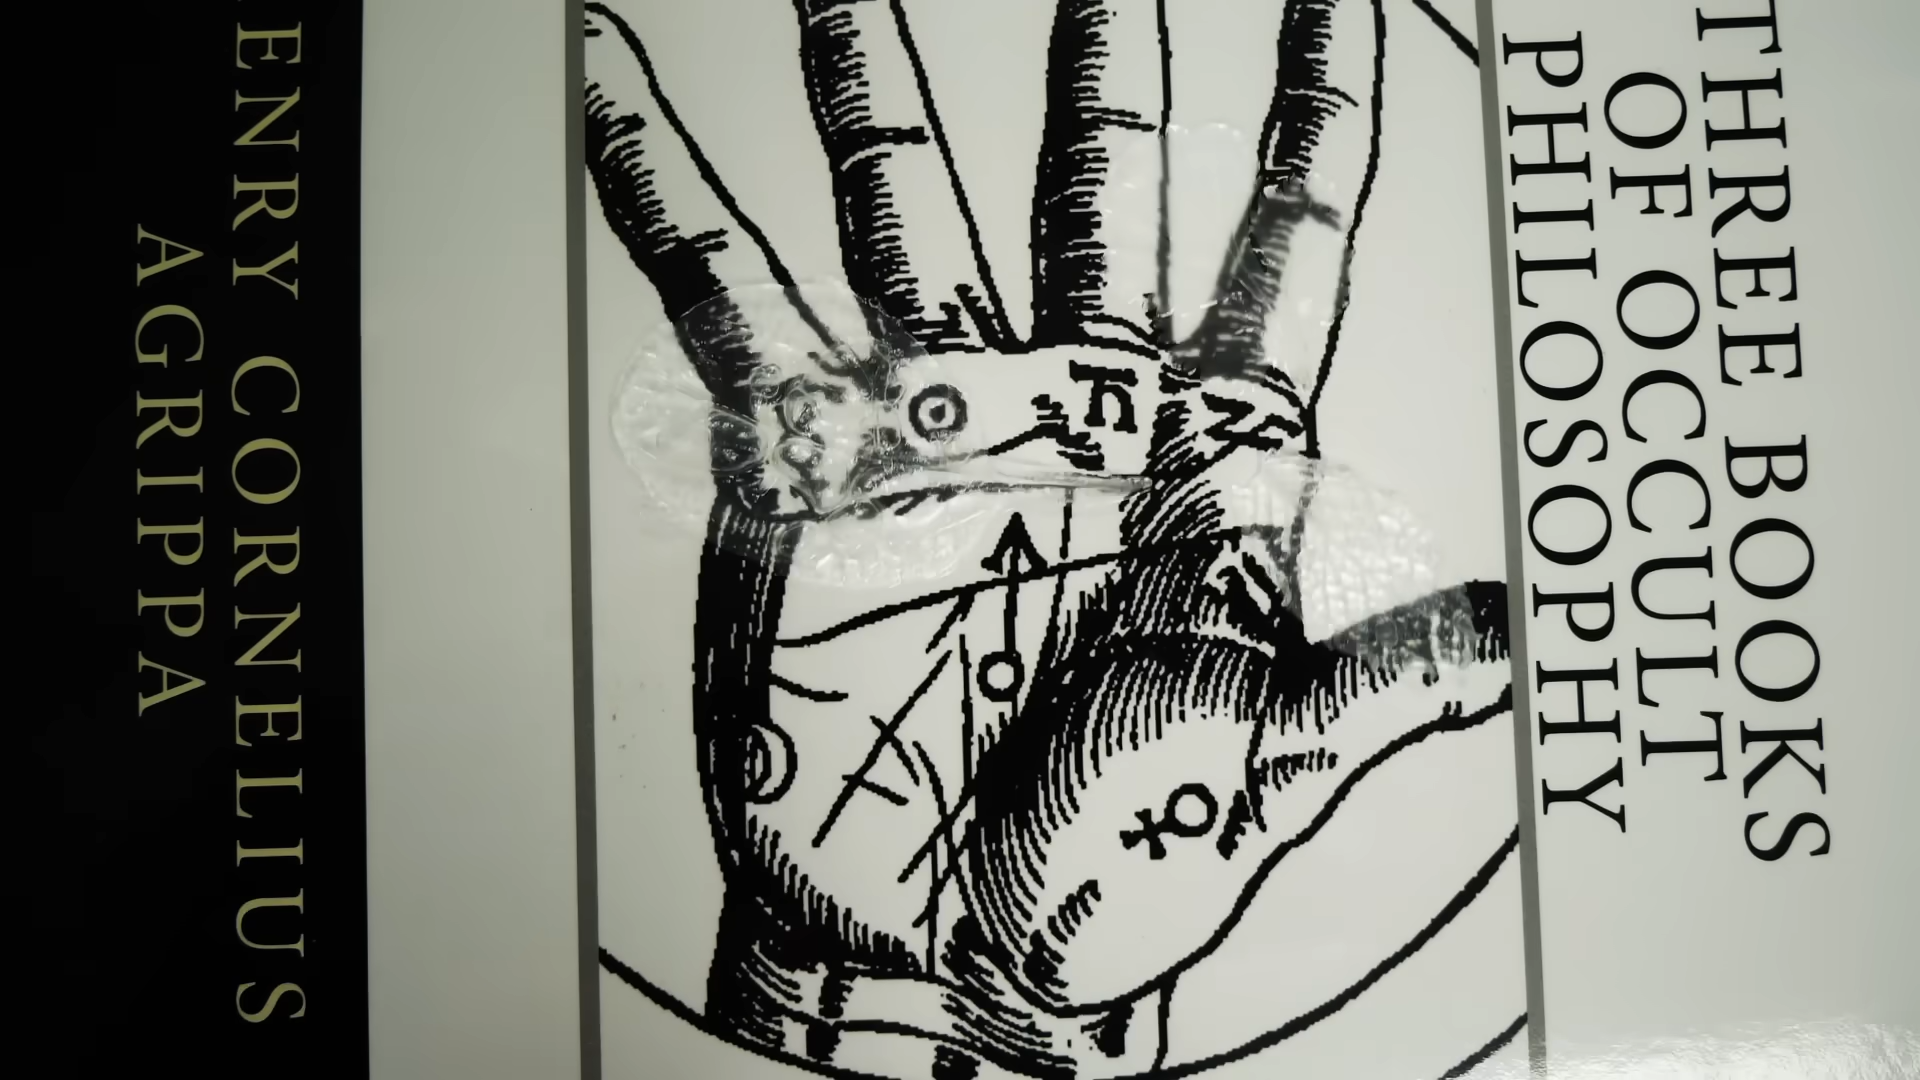 THREE BOOKS
OF OCCULT
PHILOSOPHY
ENRY CORNELIUS
AGRIPPA